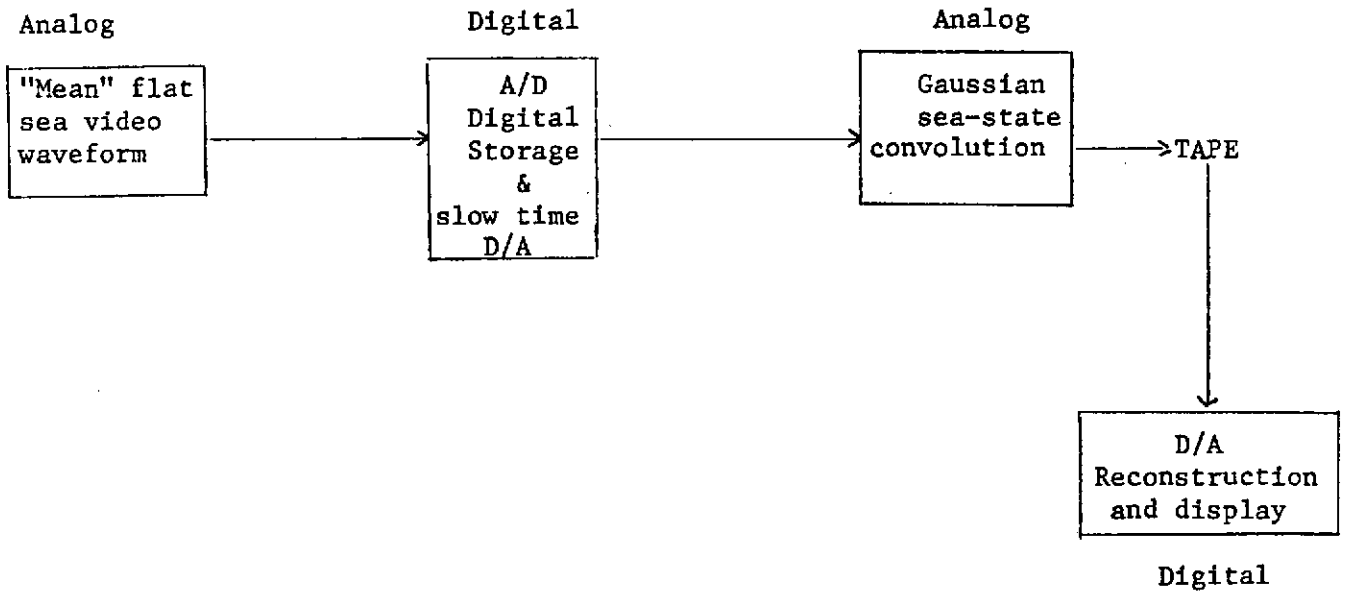 Analog
"Mean" flat
sea video
waveform
Digital
A/D
Digital
Storage
&
slow time
D/A
Analog
Gaussian
sea-state
convolution
TAPE
D/A
Reconstruction
and display
Digital